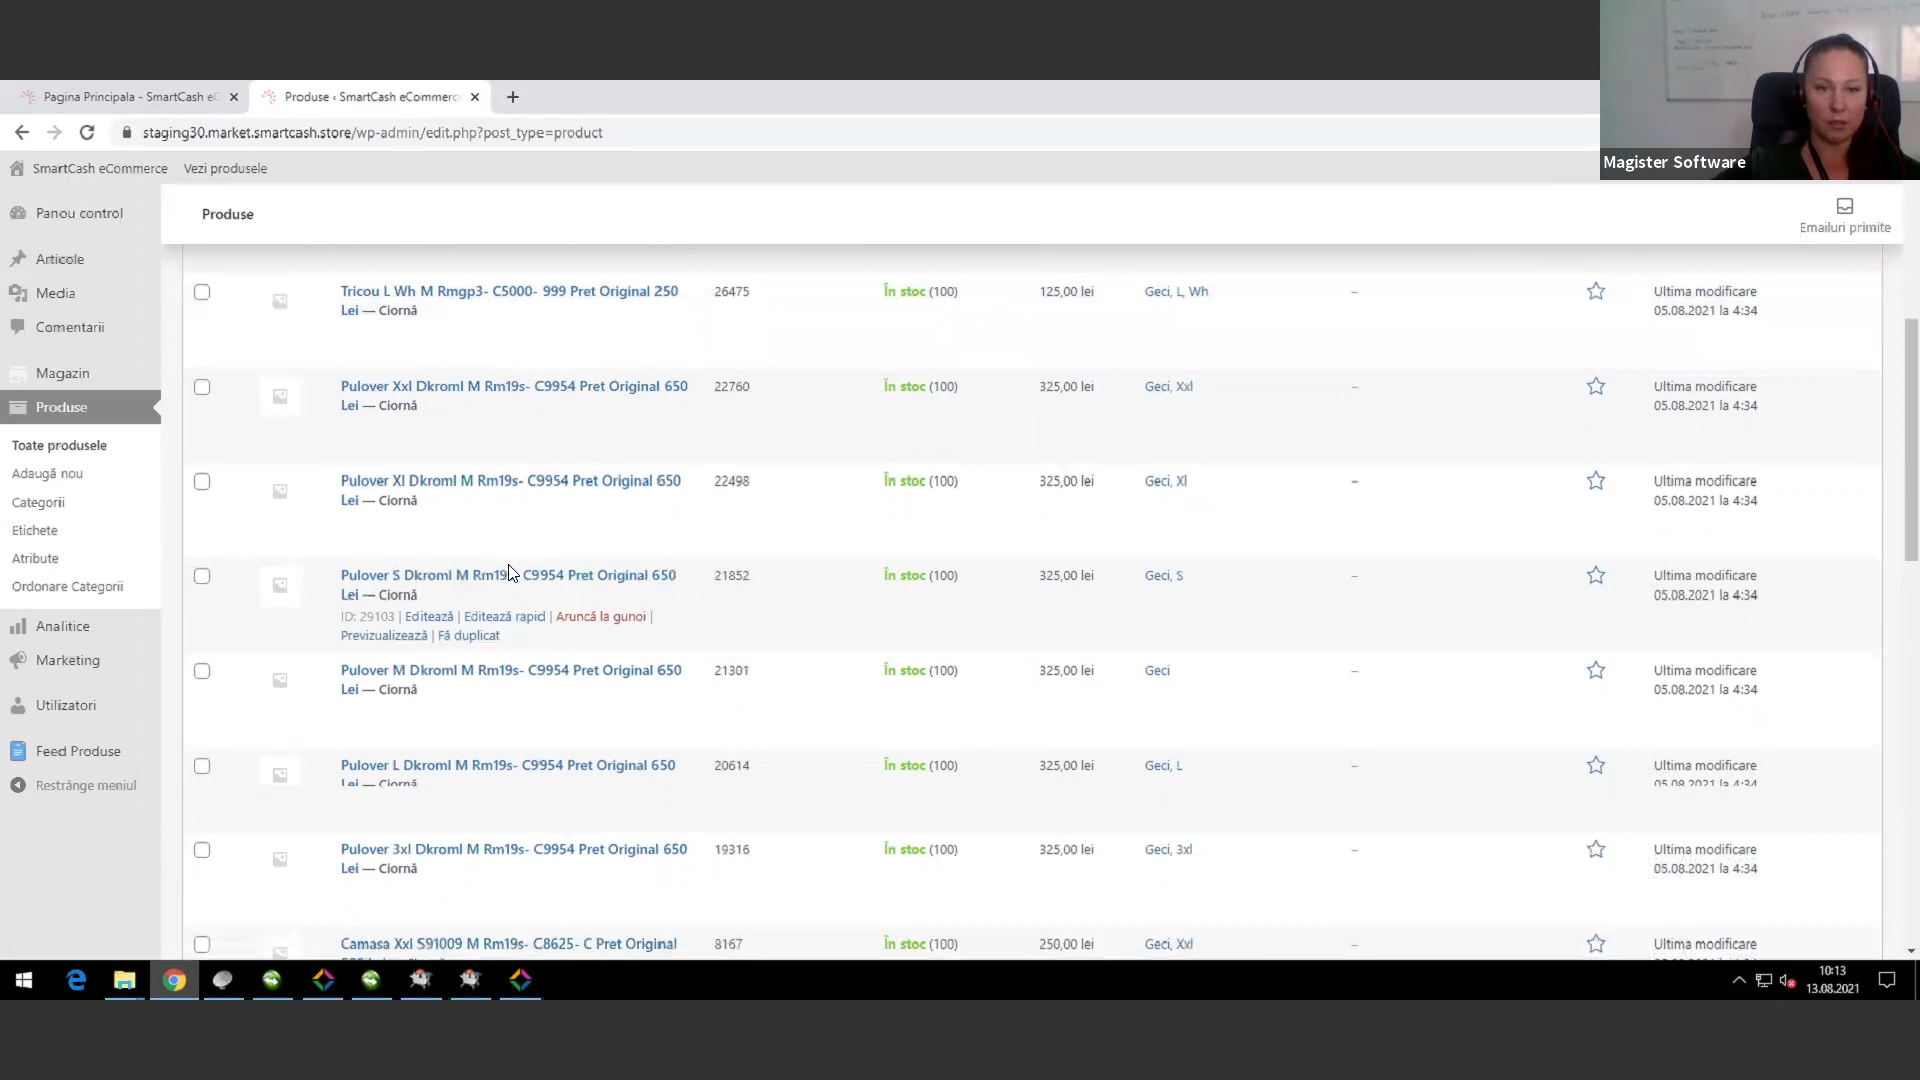 Pagina Principala - SmartCash eC
Produse ‹ SmartCash eCommerc
staging30.market.smartcash.store/wp-admin/edit.php?post_type=product
Magister Software
SmartCash eCommerce
Vezi produsele
Panou control
Articole
Media
Comentarii
Magazin
Produse
Toate produsele
Adaugă nou
Categorii
Etichete
Atribute
Ordonare Categorii
Analitice
Marketing
Utilizatori
Feed Produse
Restrânge meniul
Produse
Emailuri primite
Tricou L Wh M Rmgp3- C5000- 999 Pret Original 250 26475 În stoc (100) 125,00 lei Geci, L, Wh – Ultima modificare
Lei — Ciornă 05.08.2021 la 4:34
Pulover Xxl Dkroml M Rm19s- C9954 Pret Original 650 22760 În stoc (100) 325,00 lei Geci, Xxl – Ultima modificare
Lei — Ciornă 05.08.2021 la 4:34
Pulover Xl Dkroml M Rm19s- C9954 Pret Original 650 22498 În stoc (100) 325,00 lei Geci, Xl – Ultima modificare
Lei — Ciornă 05.08.2021 la 4:34
Pulover S Dkroml M Rm19 C9954 Pret Original 650 21852 În stoc (100) 325,00 lei Geci, S – Ultima modificare
Lei — Ciornă 05.08.2021 la 4:34
ID: 29103 | Editează | Editează rapid | Aruncă la gunoi |
Previzualizează | Fă duplicat
Pulover M Dkroml M Rm19s- C9954 Pret Original 650 21301 În stoc (100) 325,00 lei Geci – Ultima modificare
Lei — Ciornă 05.08.2021 la 4:34
Pulover L Dkroml M Rm19s- C9954 Pret Original 650 20614 În stoc (100) 325,00 lei Geci, L – Ultima modificare
Lei — Ciornă 05.08.2021 la 4:34
Pulover 3xl Dkroml M Rm19s- C9954 Pret Original 650 19316 În stoc (100) 325,00 lei Geci, 3xl – Ultima modificare
Lei — Ciornă 05.08.2021 la 4:34
Camasa Xxl S91009 M Rm19s- C8625- C Pret Original 8167 În stoc (100) 250,00 lei Geci, Xxl – Ultima modificare
10:13
13.08.2021